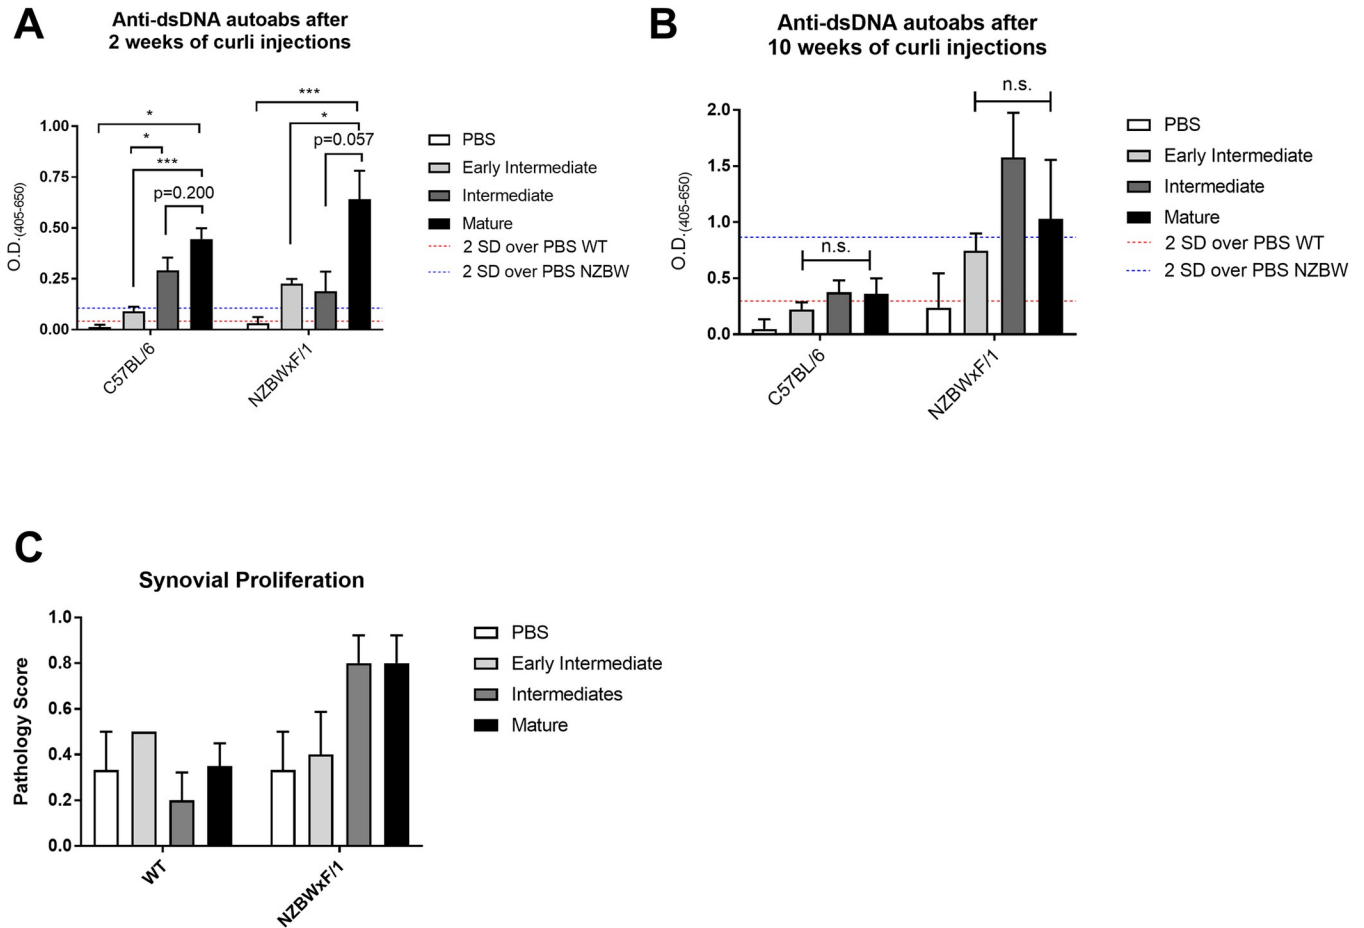 A
Anti-dsDNA autoabs after
2 weeks of curli injections
***
*
*
*
p=0.057
***
p=0.200
1.00
0.75
0.50
0.25
0.00
O.D.(405-650)
C57BL/6
NZBWxF/1
PBS
Early Intermediate
Intermediate
Mature
2 SD over PBS WT
2 SD over PBS NZBW
B
Anti-dsDNA autoabs after
10 weeks of curli injections
n.s.
n.s.
2.0
1.5
1.0
0.5
0.0
O.D.(405-650)
C57BL/6
NZBWxF/1
PBS
Early Intermediate
Intermediate
Mature
2 SD over PBS WT
2 SD over PBS NZBW
C
Synovial Proliferation
1.0
0.8
0.6
0.4
0.2
0.0
Pathology Score
WT
NZBWxF/1
PBS
Early Intermediate
Intermediates
Mature